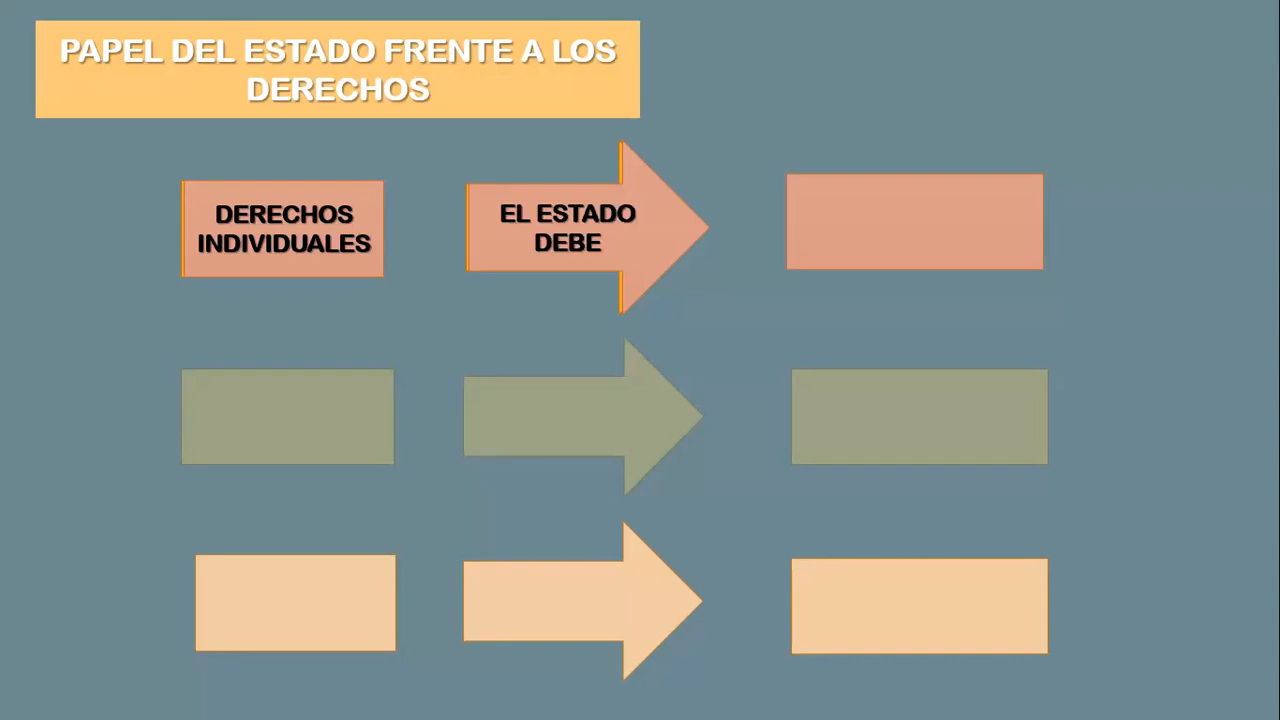 PAPEL DEL ESTADO FRENTE A LOS
DERECHOS
DERECHOS
INDIVIDUALES
EL ESTADO
DEBE